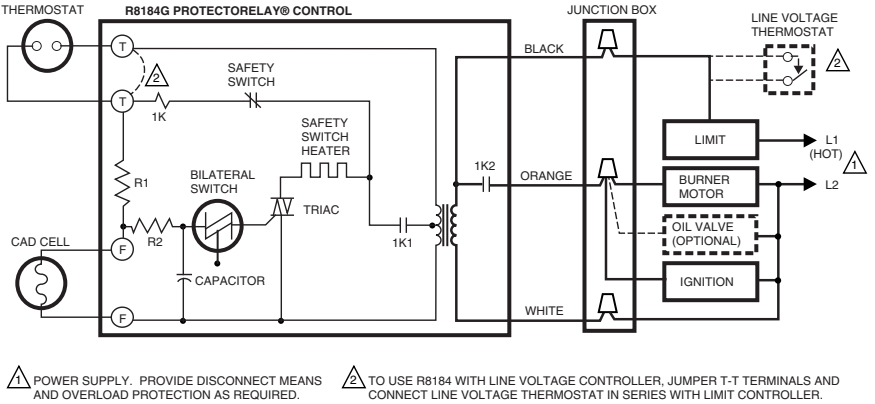 THERMOSTAT
R8184G PROTECTORELAY® CONTROL
JUNCTION BOX
LINE VOLTAGE
THERMOSTAT
T
2
BLACK
SAFETY
SWITCH
2
T
1K
SAFETY
SWITCH
HEATER
LIMIT
L1
(HOT)
1
1K2
ORANGE
R1
BILATERAL
SWITCH
BURNER
MOTOR
L2
TRIAC
R2
1K1
OIL VALVE
(OPTIONAL)
CAD CELL
F
CAPACITOR
IGNITION
WHITE
F
1 POWER SUPPLY. PROVIDE DISCONNECT MEANS
AND OVERLOAD PROTECTION AS REQUIRED.
2 TO USE R8184 WITH LINE VOLTAGE CONTROLLER, JUMPER T-T TERMINALS AND
CONNECT LINE VOLTAGE THERMOSTAT IN SERIES WITH LIMIT CONTROLLER.